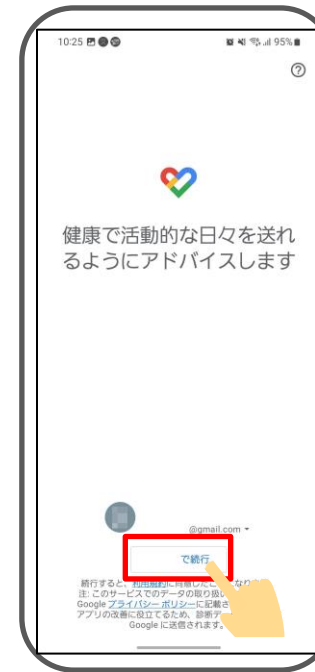 10:25
95%
健康で活動的な日々を送れ
るようにアドバイスします
@gmail.com
で続行
続行すると、利用規約に同意したことになり
注: このサービスでのデータの取り扱い
Google プライバシー ポリシーに記載さ
アプリの改善に役立てるため、診断デー
Google に送信されます。